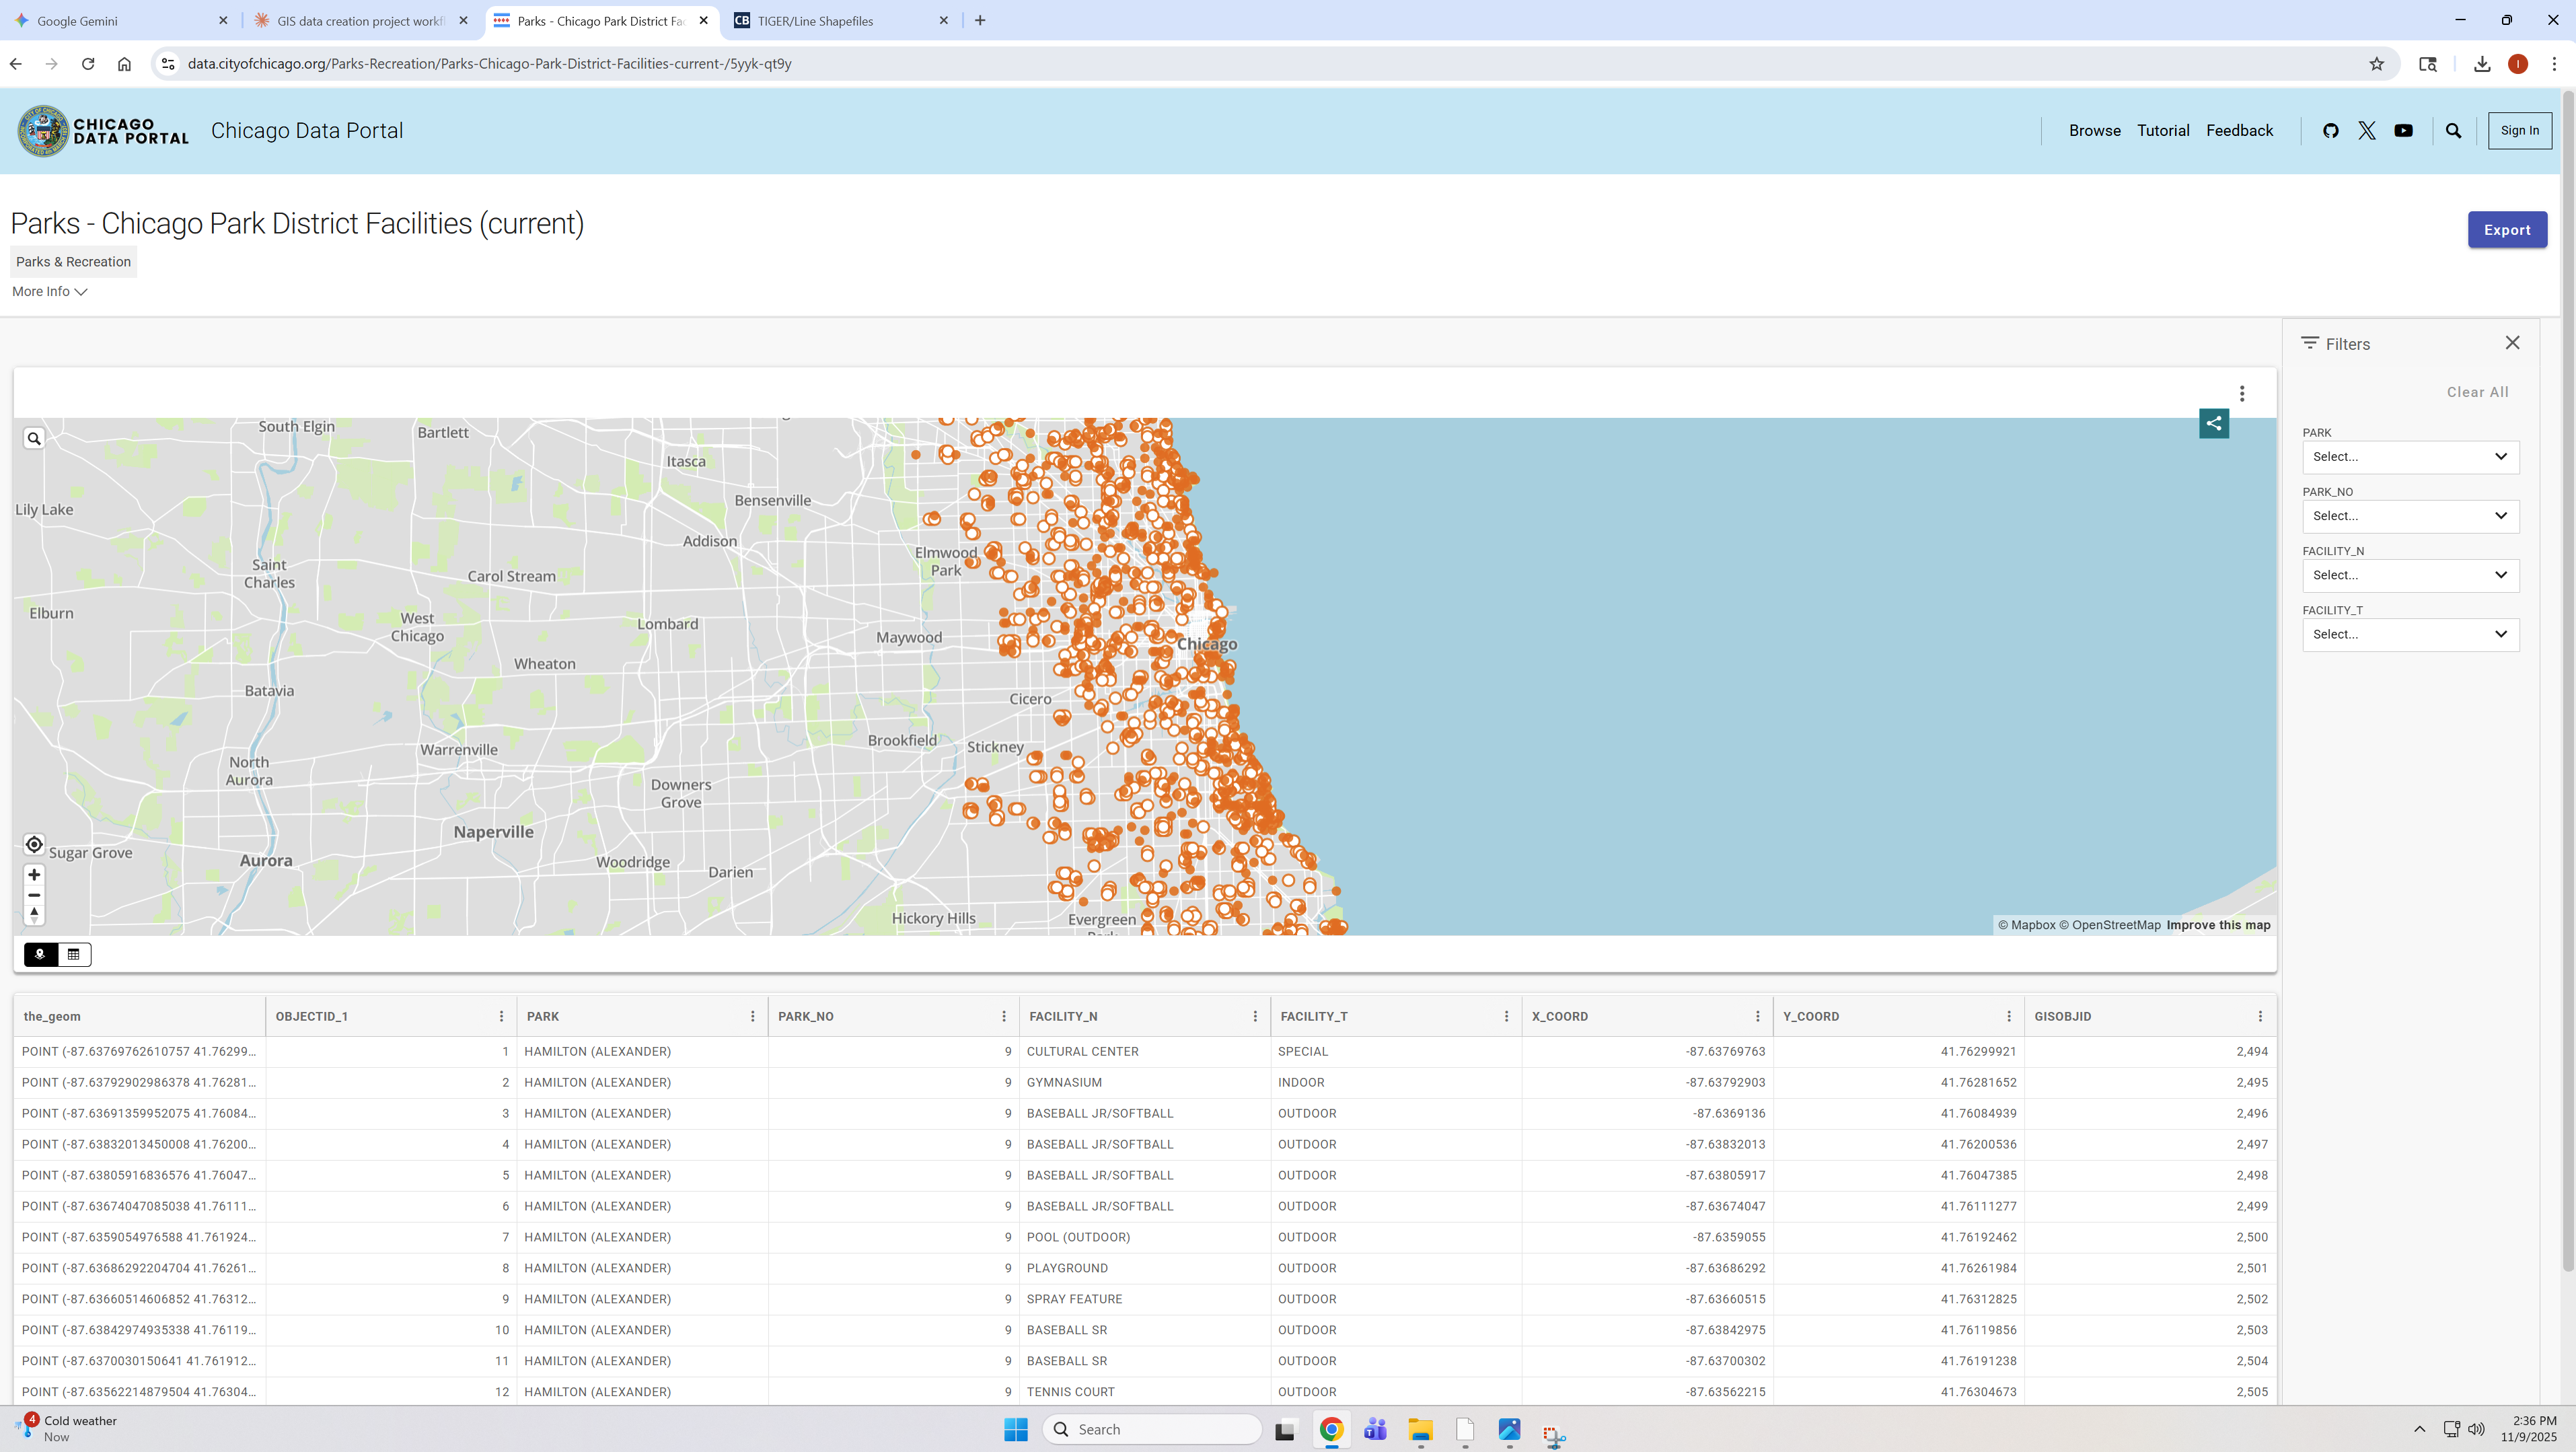 Google Gemini
GIS data creation project workfl
Parks - Chicago Park District Fac
CB TIGER/Line Shapefiles
data.cityofchicago.org/Parks-Recreation/Parks-Chicago-Park-District-Facilities-current-/5yyk-qt9y
I
CHICAGO
DATA PORTAL
Chicago Data Portal
Browse Tutorial Feedback
Sign In
Parks - Chicago Park District Facilities (current)
Export
Parks & Recreation
More Info
Filters
Clear All
PARK
Select...
PARK_NO
Select...
FACILITY_N
Select...
FACILITY_T
Select...
South Elgin
Bartlett
Itasca
Bensenville
Lily Lake
Addison
Elmwood
Park
Saint
Charles
Carol Stream
Elburn
West
Chicago
Lombard
Maywood
Chicago
Wheaton
Batavia
Cicero
Warrenville
Brookfield
Stickney
North
Aurora
Downers
Grove
Naperville
Sugar Grove
Aurora
Woodridge
Darien
Hickory Hills
Evergreen
Park
© Mapbox © OpenStreetMap Improve this map
the_geom OBJECTID_1 PARK PARK_NO FACILITY_N FACILITY_T X_COORD Y_COORD GISOBJID
POINT (-87.63769762610757 41.76299... 1 HAMILTON (ALEXANDER) 9 CULTURAL CENTER SPECIAL -87.63769763 41.76299921 2,494
POINT (-87.63792902986378 41.76281... 2 HAMILTON (ALEXANDER) 9 GYMNASIUM INDOOR -87.63792903 41.76281652 2,495
POINT (-87.63691359952075 41.76084... 3 HAMILTON (ALEXANDER) 9 BASEBALL JR/SOFTBALL OUTDOOR -87.6369136 41.76084939 2,496
POINT (-87.63832013450008 41.76200... 4 HAMILTON (ALEXANDER) 9 BASEBALL JR/SOFTBALL OUTDOOR -87.63832013 41.76200536 2,497
POINT (-87.63805916836576 41.76047... 5 HAMILTON (ALEXANDER) 9 BASEBALL JR/SOFTBALL OUTDOOR -87.63805917 41.76047385 2,498
POINT (-87.63674047085038 41.76111... 6 HAMILTON (ALEXANDER) 9 BASEBALL JR/SOFTBALL OUTDOOR -87.63674047 41.76111277 2,499
POINT (-87.6359054976588 41.761924... 7 HAMILTON (ALEXANDER) 9 POOL (OUTDOOR) OUTDOOR -87.6359055 41.76192462 2,500
POINT (-87.63686292204704 41.76261... 8 HAMILTON (ALEXANDER) 9 PLAYGROUND OUTDOOR -87.63686292 41.76261984 2,501
POINT (-87.63660514606852 41.76312... 9 HAMILTON (ALEXANDER) 9 SPRAY FEATURE OUTDOOR -87.63660515 41.76312825 2,502
POINT (-87.63842974935338 41.76119... 10 HAMILTON (ALEXANDER) 9 BASEBALL SR OUTDOOR -87.63842975 41.76119856 2,503
POINT (-87.6370030150641 41.761912... 11 HAMILTON (ALEXANDER) 9 BASEBALL SR OUTDOOR -87.63700302 41.76191238 2,504
POINT (-87.63562214879504 41.76304... 12 HAMILTON (ALEXANDER) 9 TENNIS COURT OUTDOOR -87.63562215 41.76304673 2,505
4
Cold weather
Now
Search
2:36 PM
11/9/2025